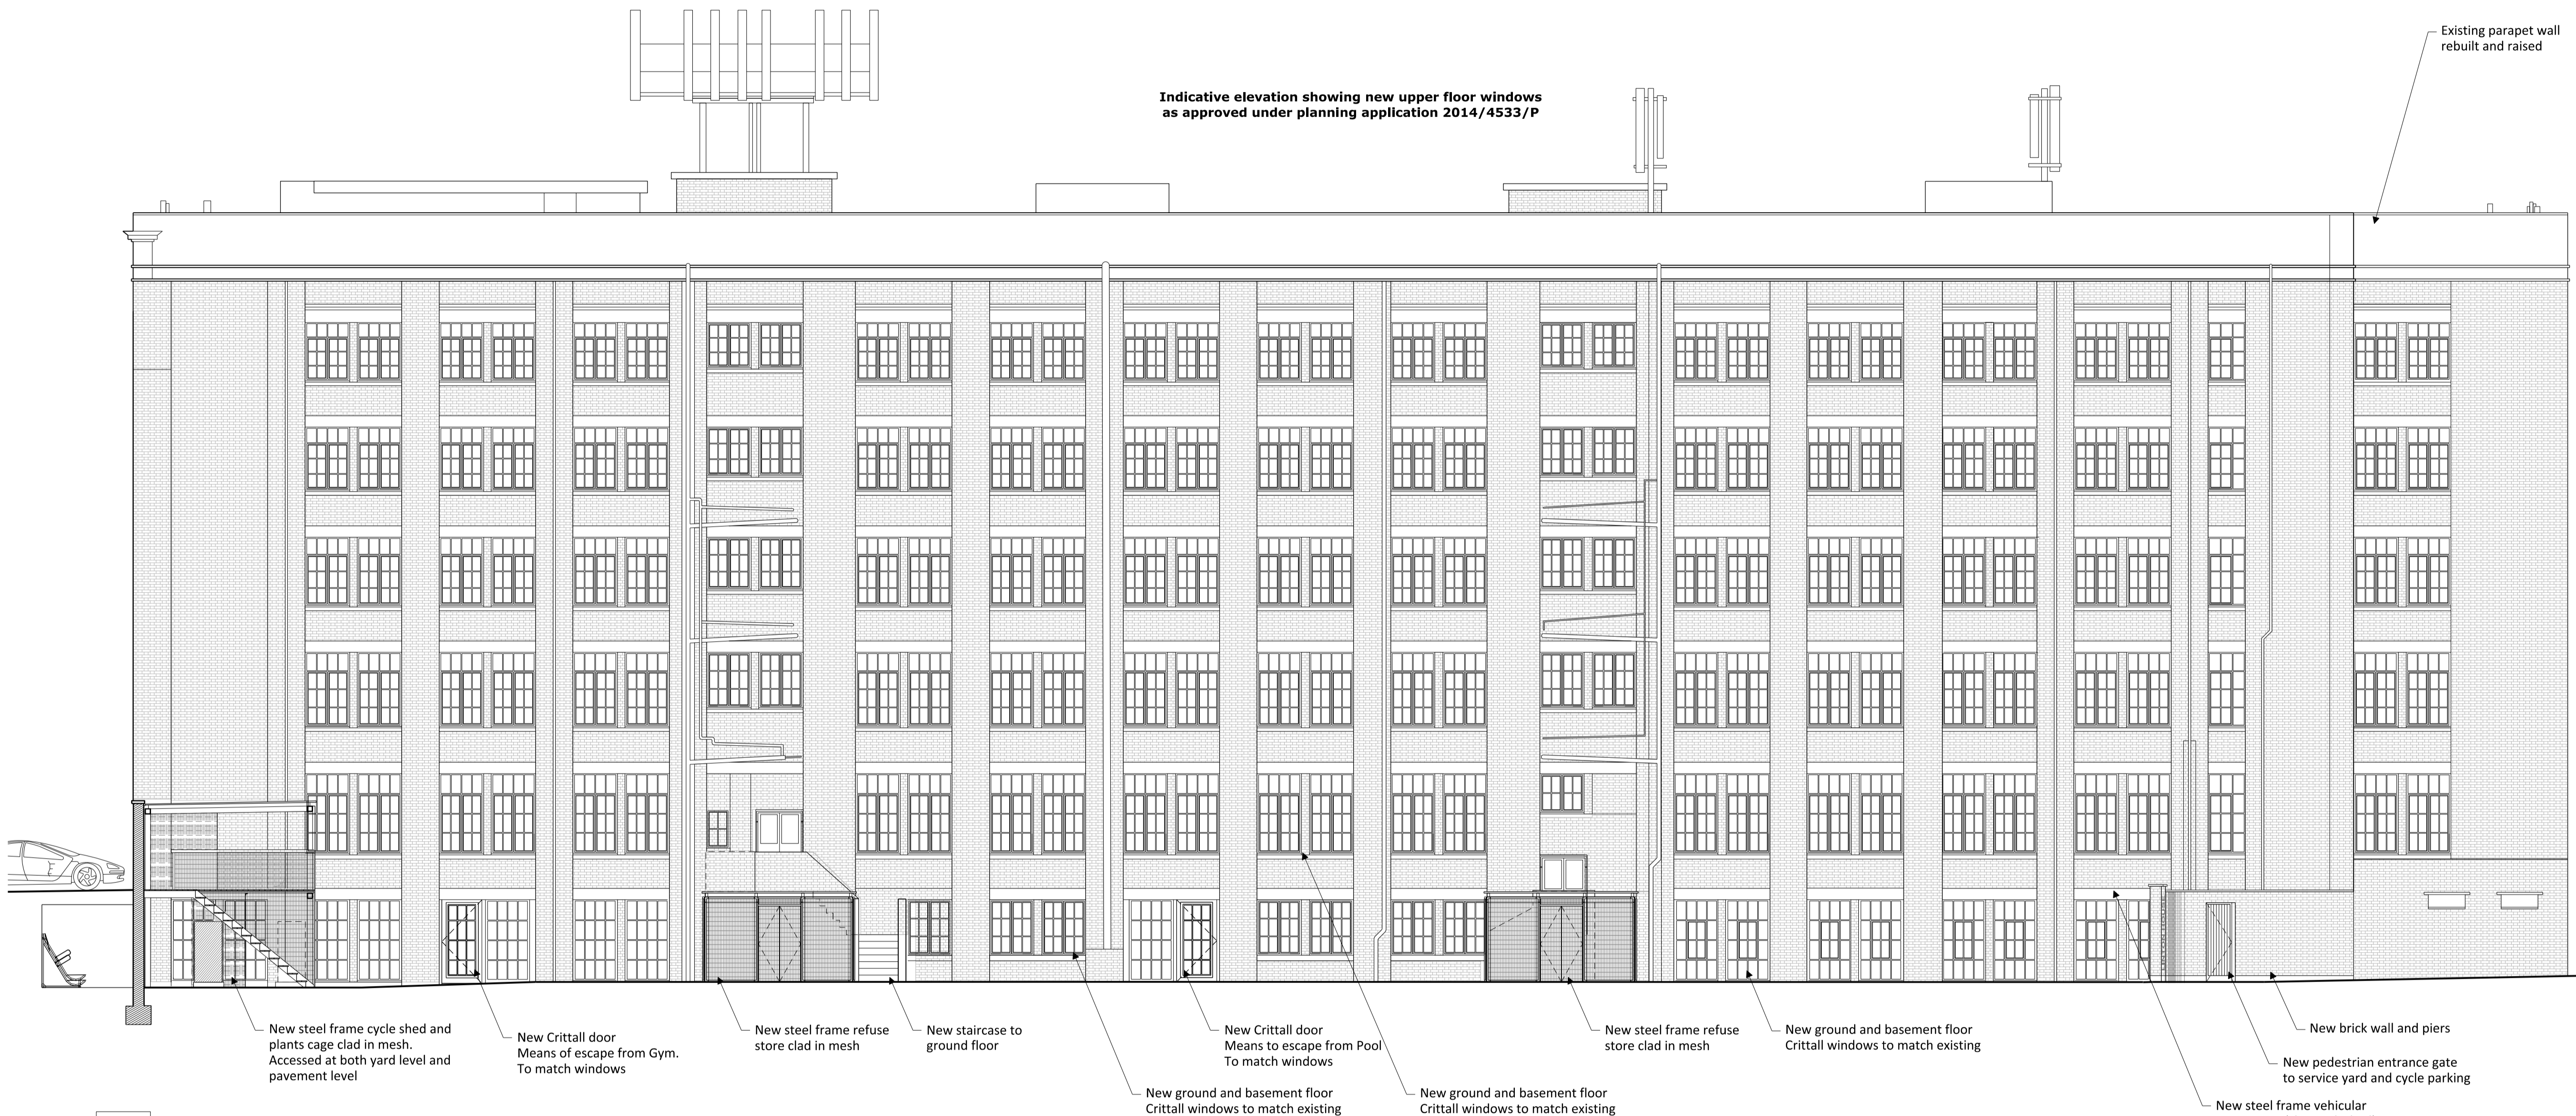 Existing parapet wall
rebuilt and raised
Indicative elevation showing new upper floor windows
as approved under planning application 2014/4533/P
New steel frame cycle shed and
plants cage clad in mesh.
Accessed at both yard level and
pavement level
New Crittall door
Means of escape from Gym.
To match windows
New steel frame refuse
store clad in mesh
New staircase to
ground floor
New ground and basement floor
Crittall windows to match existing
New Crittall door
Means to escape from Pool
To match windows
New ground and basement floor
Crittall windows to match existing
New steel frame refuse
store clad in mesh
New ground and basement floor
Crittall windows to match existing
New brick wall and piers
New pedestrian entrance gate
to service yard and cycle parking
New steel frame vehicular